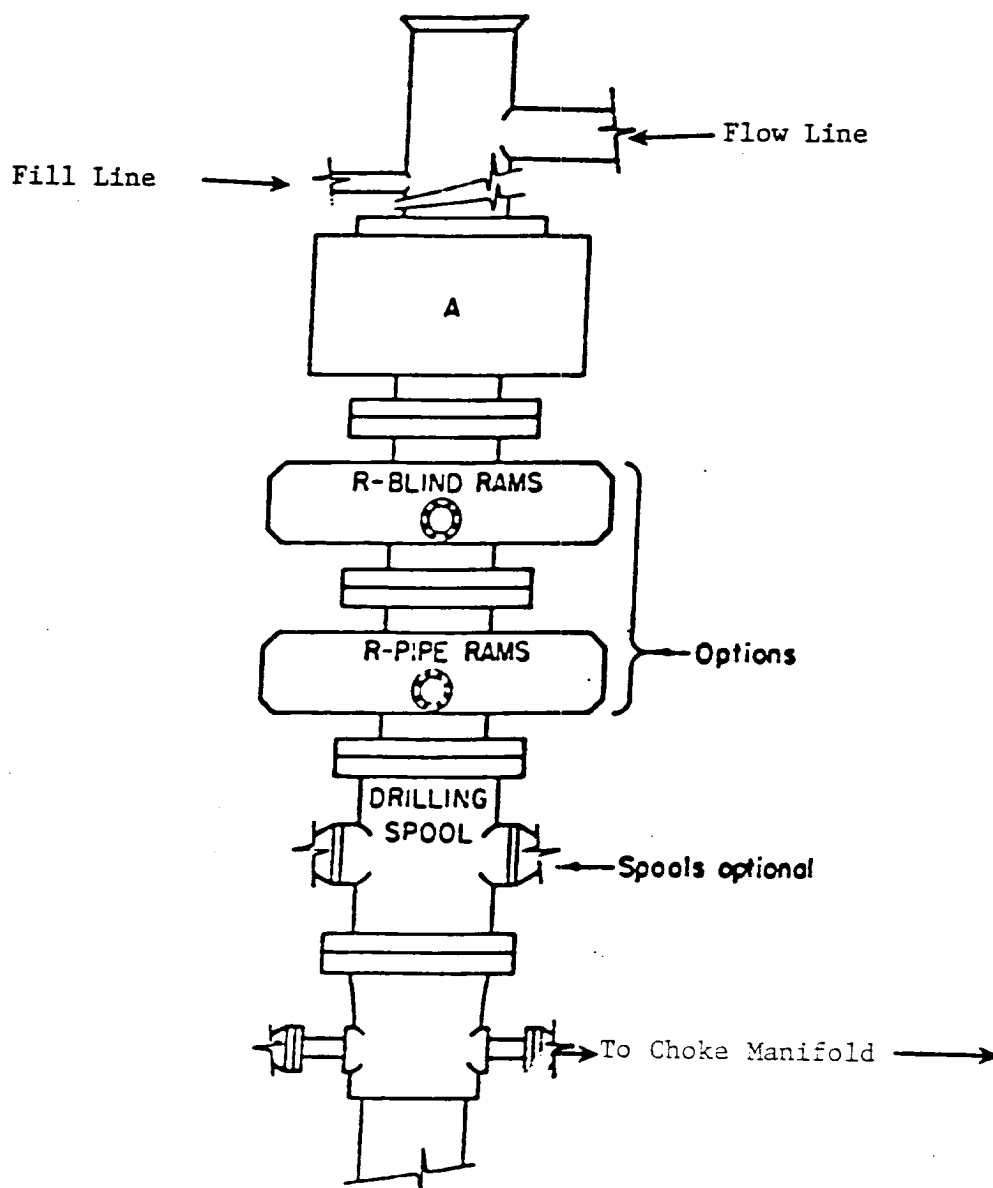 Flow Line
Fill Line
A
R-BLIND RAMS
R-PIPE RAMS
Options
DRILLING
SPOOL
Spools optional
To Choke Manifold